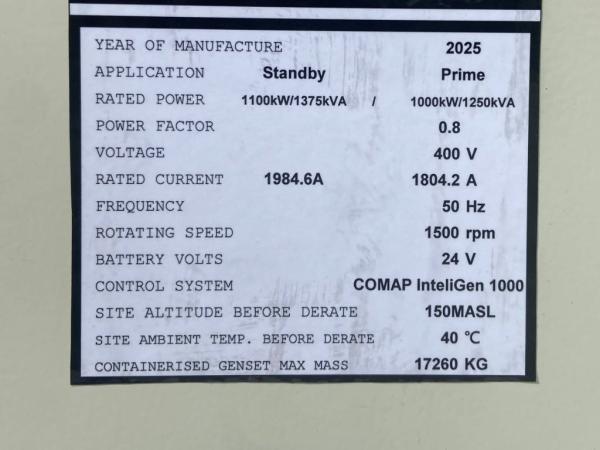 YEAR OF MANUFACTURE 2025
APPLICATION Standby Prime
RATED POWER 1100kW/1375kVA / 1000kW/1250kVA
POWER FACTOR 0.8
VOLTAGE 400 V
RATED CURRENT 1984.6A 1804.2 A
FREQUENCY 50 Hz
ROTATING SPEED 1500 rpm
BATTERY VOLTS 24 V
CONTROL SYSTEM COMAP InteliGen 1000
SITE ALTITUDE BEFORE DERATE 150MASL
SITE AMBIENT TEMP. BEFORE DERATE 40 ℃
CONTAINERISED GENSET MAX MASS 17260 KG